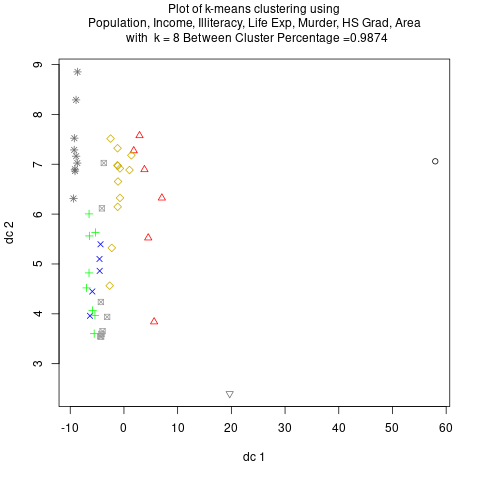 Plot of k-means clustering using
Population, Income, Illiteracy, Life Exp, Murder, HS Grad, Area
with k = 8 Between Cluster Percentage =0.9874
9
8
7
6
5
4
3
dc 2
-10 0 10 20 30 40 50 60
dc 1